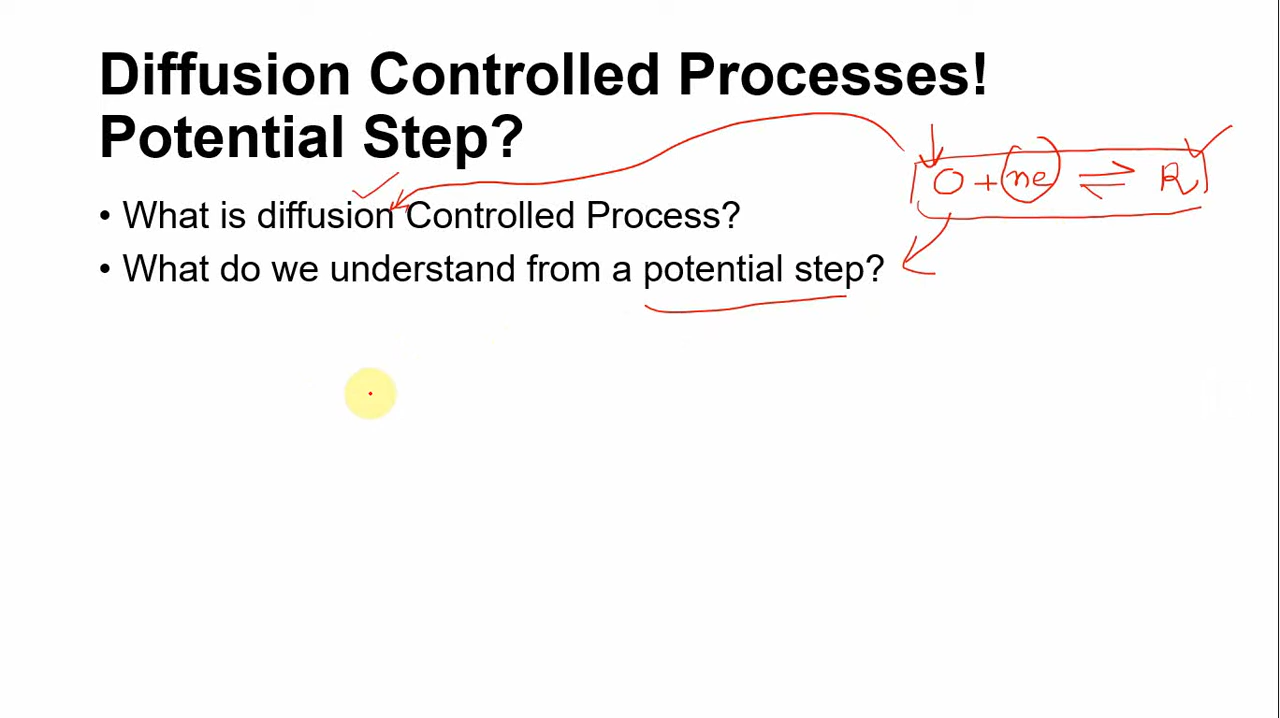 Diffusion Controlled Processes!
Potential Step?
O + ne ⇌ R
• What is diffusion Controlled Process?
• What do we understand from a potential step?